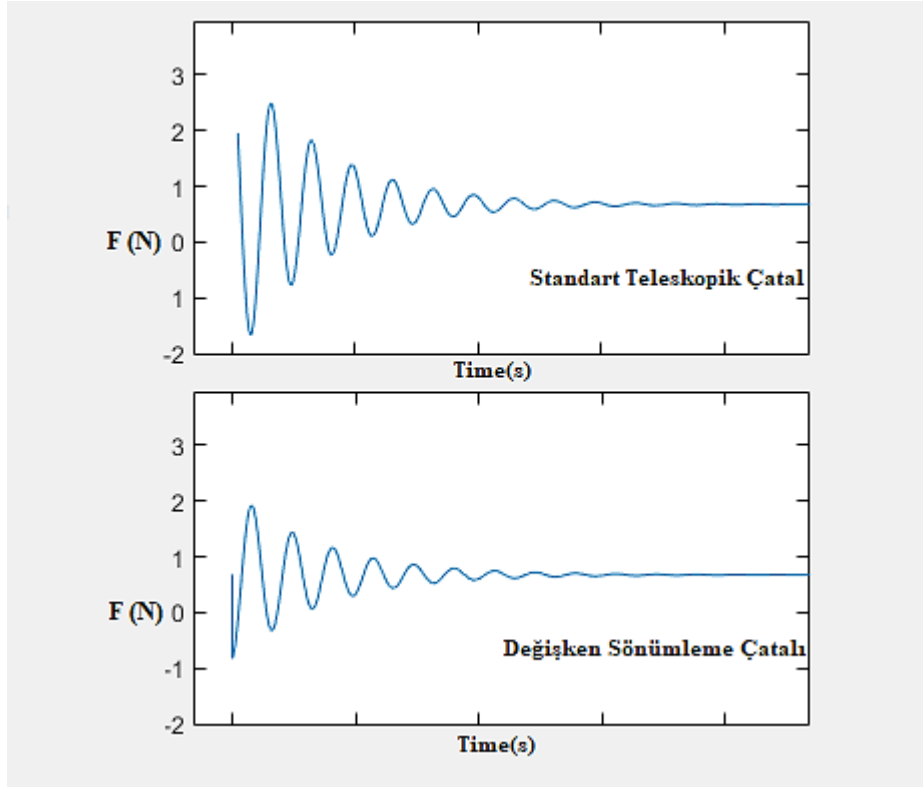 3
2
1
F (N) 0
1
-2
Standart Teleskopik Çatal
Time(s)
3
2
1
F (N) 0
-1
-2
Değişken Sönümleme Çatalı
Time(s)